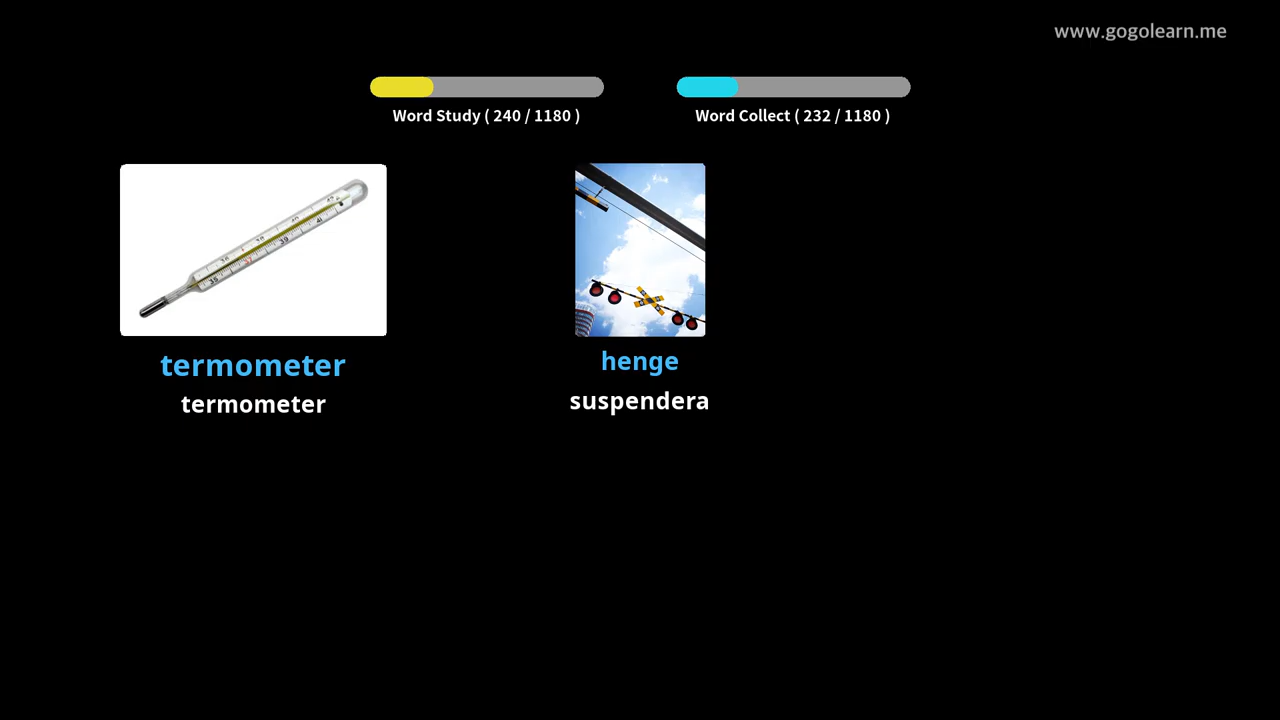 www.gogolearn.me
Word Study ( 240 / 1180 )
Word Collect ( 232 / 1180 )
termometer
termometer
henge
suspendera